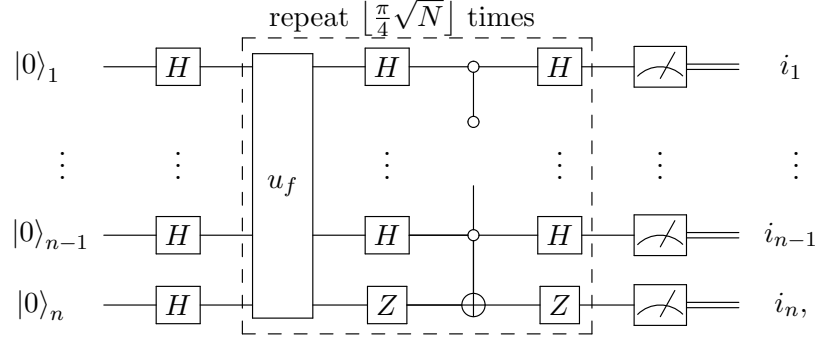 repeat ⌊π/4 √N⌋ times
|0⟩₁ H H H i₁
⋮ ⋮ u_f ⋮ ⋮ ⋮ ⋮
|0⟩ₙ₋₁ H H H iₙ₋₁
|0⟩ₙ H Z Z iₙ,